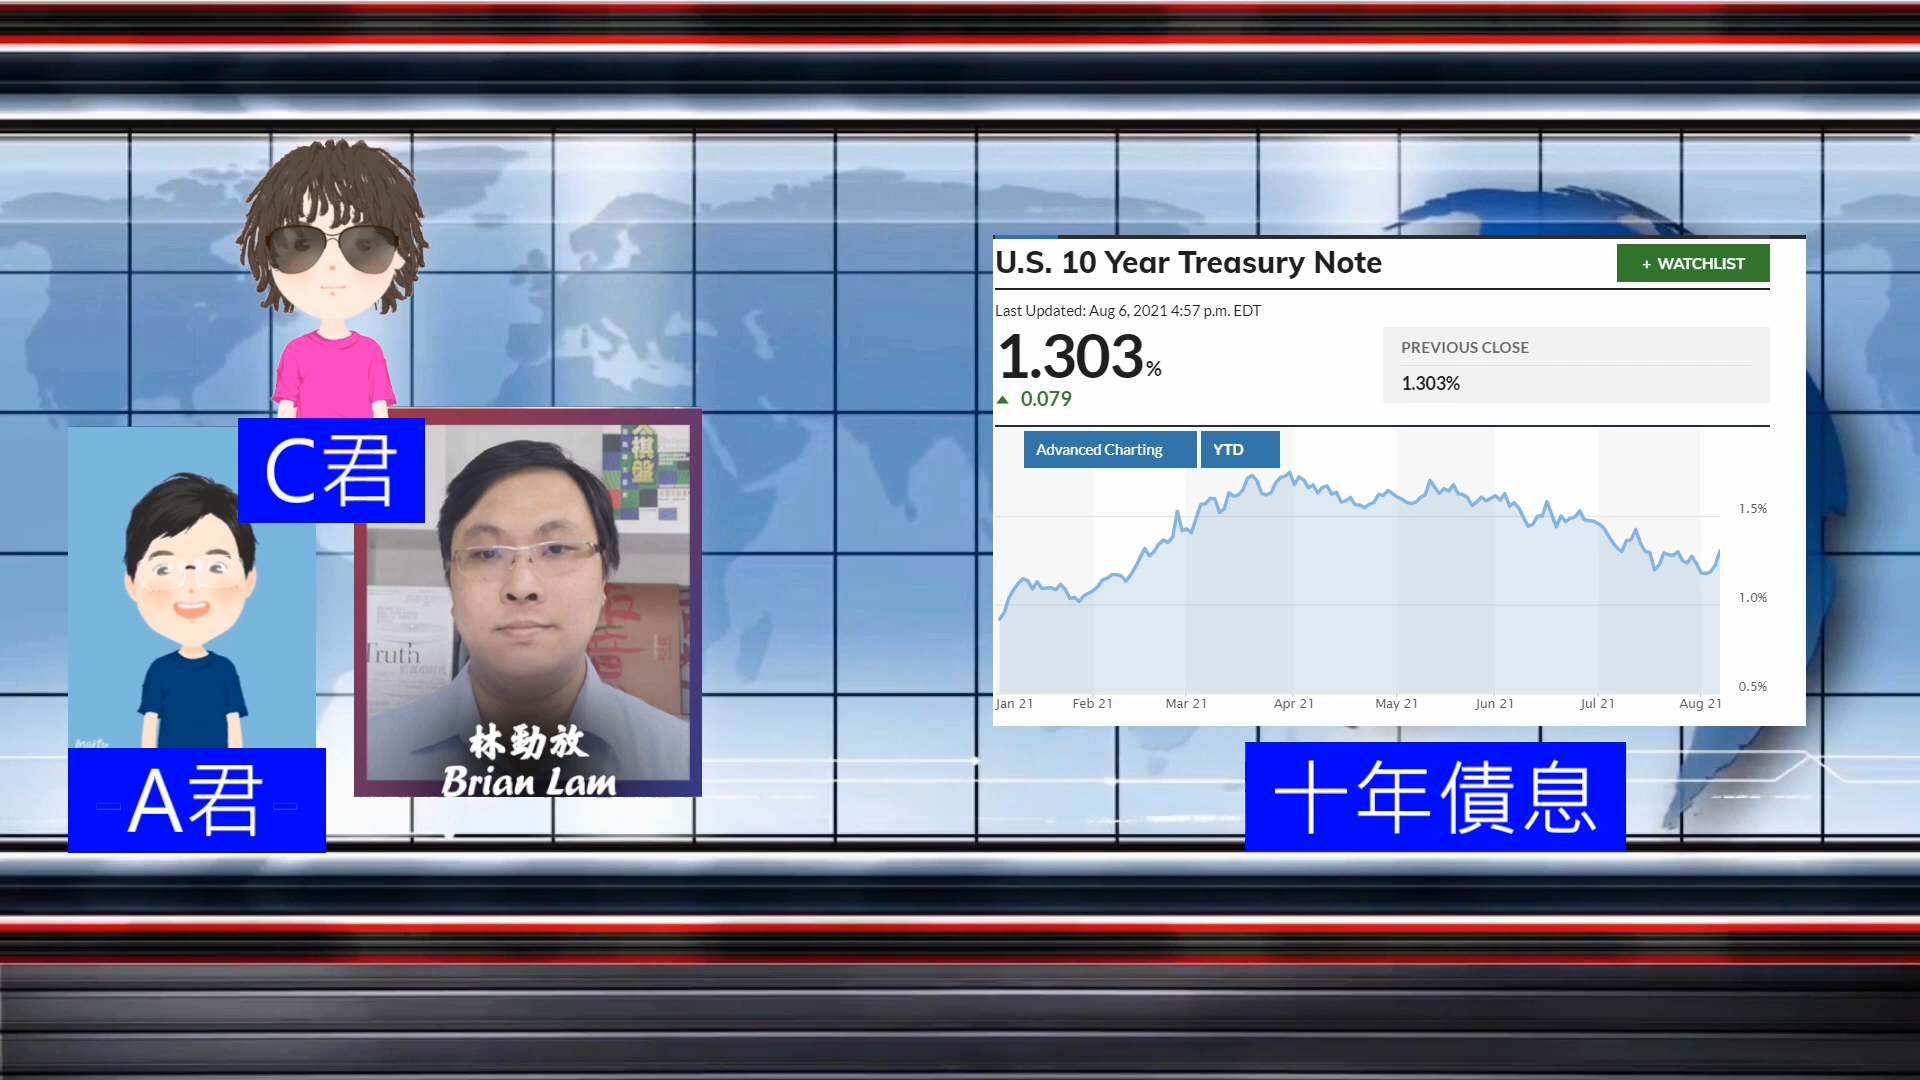 C君
-A君-
Truth
林勁放
Brian Lam
U.S. 10 Year Treasury Note
+ WATCHLIST
Last Updated: Aug 6, 2021 4:57 p.m. EDT
1.303%
0.079
PREVIOUS CLOSE
1.303%
Advanced Charting
YTD
1.5%
1.0%
0.5%
Jan 21 Feb 21 Mar 21 Apr 21 May 21 Jun 21 Jul 21 Aug 21
十年債息